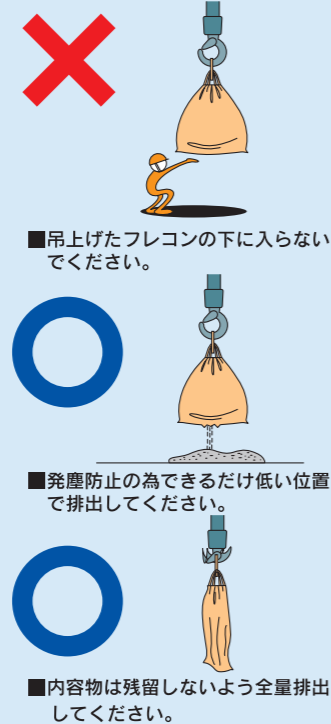 ■吊上げたフレコンの下に入らない
でください。
■発塵防止の為できるだけ低い位置
で排出してください。
■内容物は残留しないよう全量排出
してください。